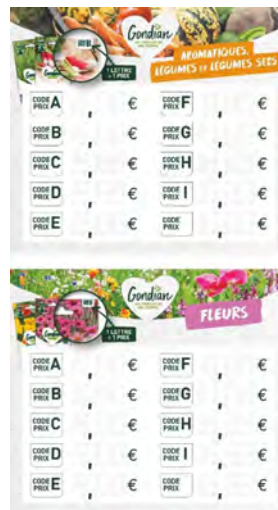 Gondian
AROMATIQUES,
LÉGUMES ET LÉGUMES SECS
1 LETTRE
= 1 PRIX
CODE PRIX A , €
CODE PRIX F , €
CODE PRIX B , €
CODE PRIX G , €
CODE PRIX C , €
CODE PRIX H , €
CODE PRIX D , €
CODE PRIX I , €
CODE PRIX E , €
CODE PRIX , €
Gondian
FLEURS
1 LETTRE
= 1 PRIX
CODE PRIX A , €
CODE PRIX F , €
CODE PRIX B , €
CODE PRIX G , €
CODE PRIX C , €
CODE PRIX H , €
CODE PRIX D , €
CODE PRIX I , €
CODE PRIX E , €
CODE PRIX , €